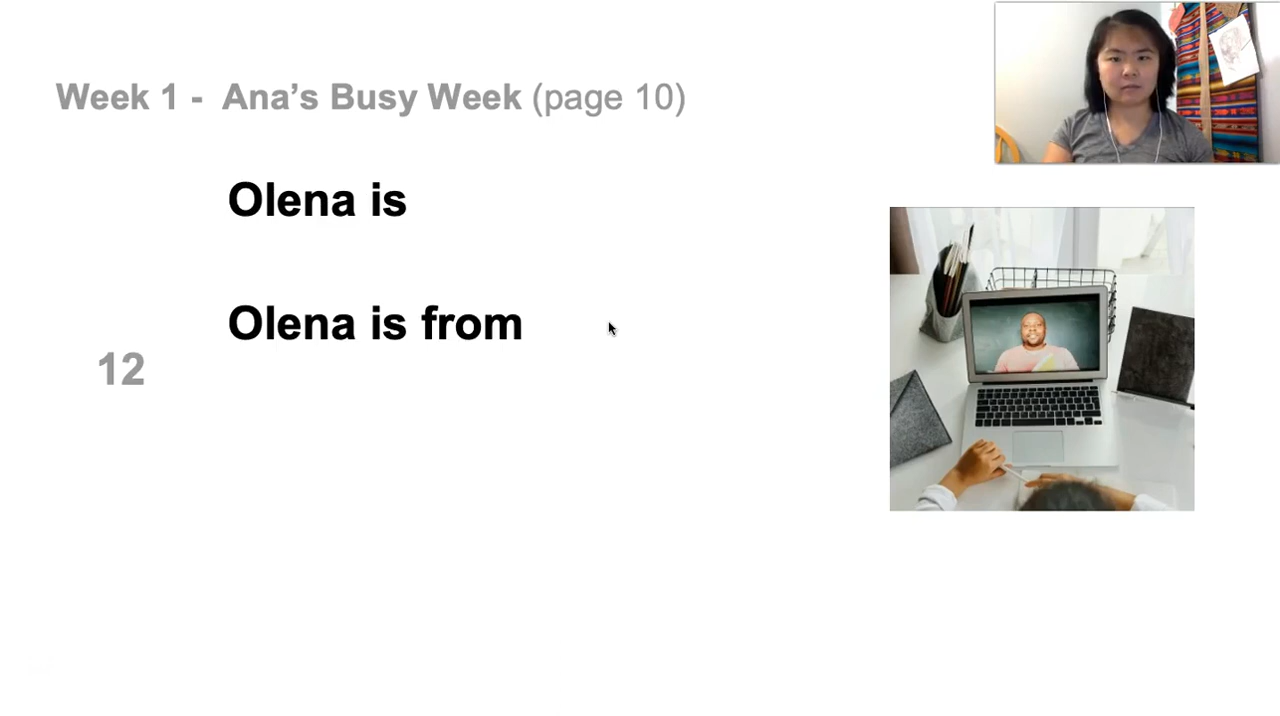 Week 1 -  Ana’s Busy Week (page 10)
Olena is
Olena is from
12